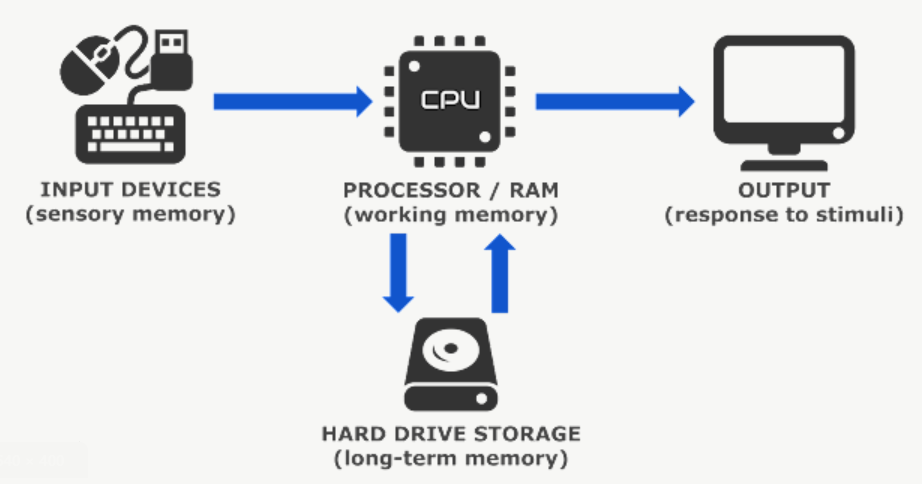 CPU
INPUT DEVICES
(sensory memory)
PROCESSOR / RAM
(working memory)
OUTPUT
(response to stimuli)
HARD DRIVE STORAGE
(long-term memory)